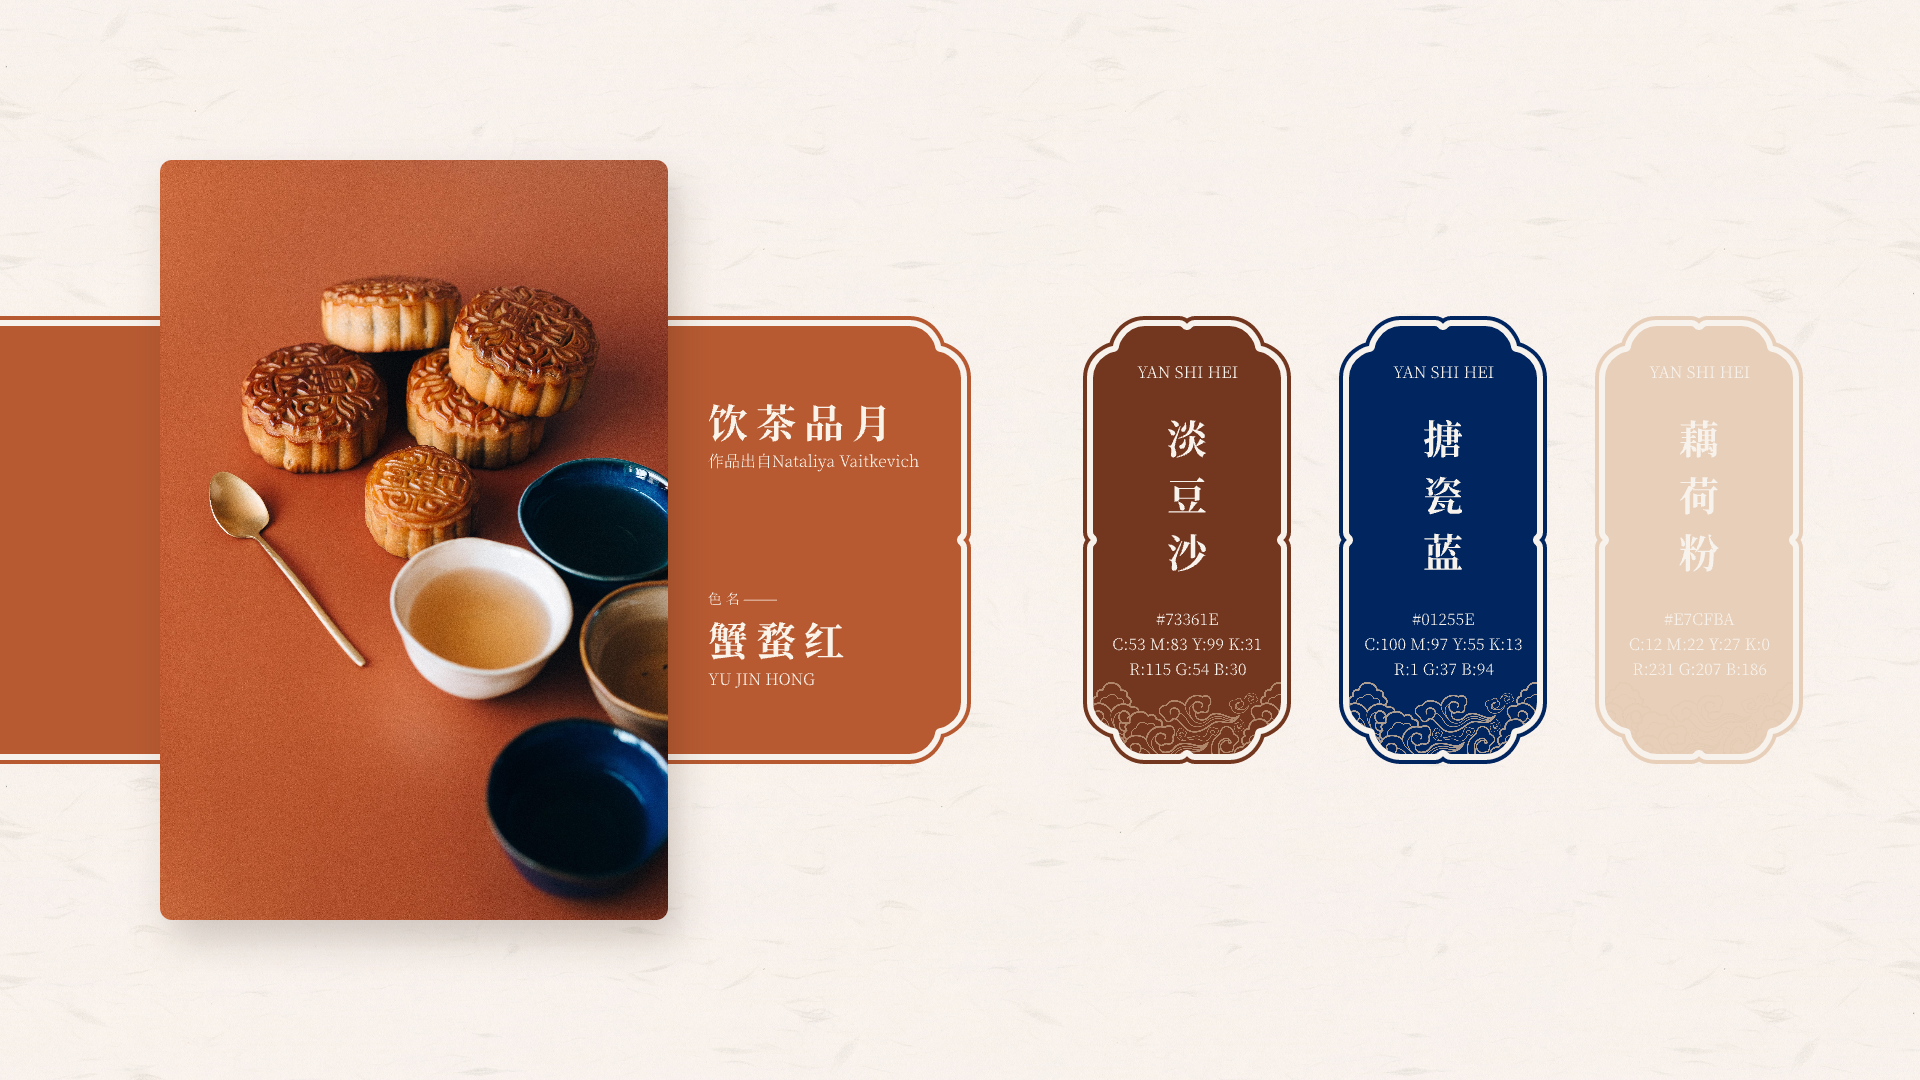 饮茶品月
作品出自Nataliya Vaitkevich
色名——
蟹蝥红
YU JIN HONG
YAN SHI HEI
淡豆沙
#73361E
C:53 M:83 Y:99 K:31
R:115 G:54 B:30
YAN SHI HEI
搪瓷蓝
#01255E
C:100 M:97 Y:55 K:13
R:1 G:37 B:94
YAN SHI HEI
藕荷粉
#E7CFBA
C:12 M:22 Y:27 K:0
R:231 G:207 B:186